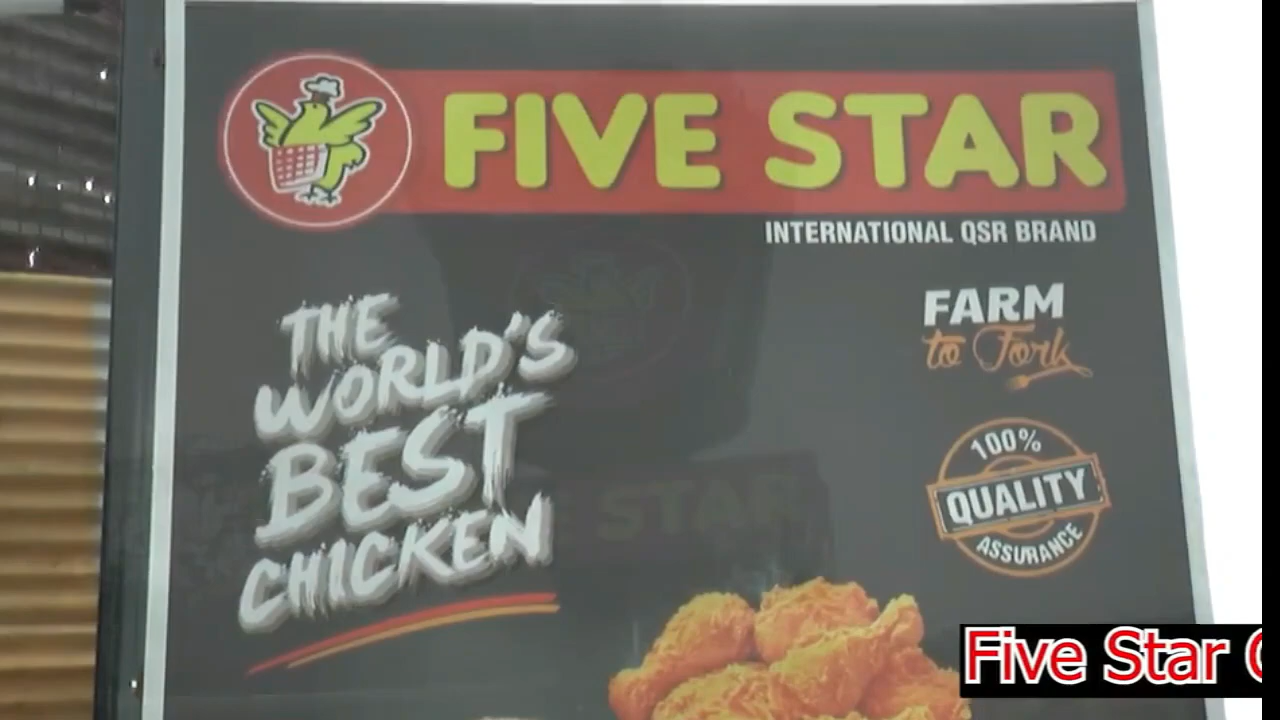 FIVE STAR
INTERNATIONAL QSR BRAND
THE
WORLD'S
BEST
CHICKEN
FARM
to Fork
100%
QUALITY
ASSURANCE
Five Star